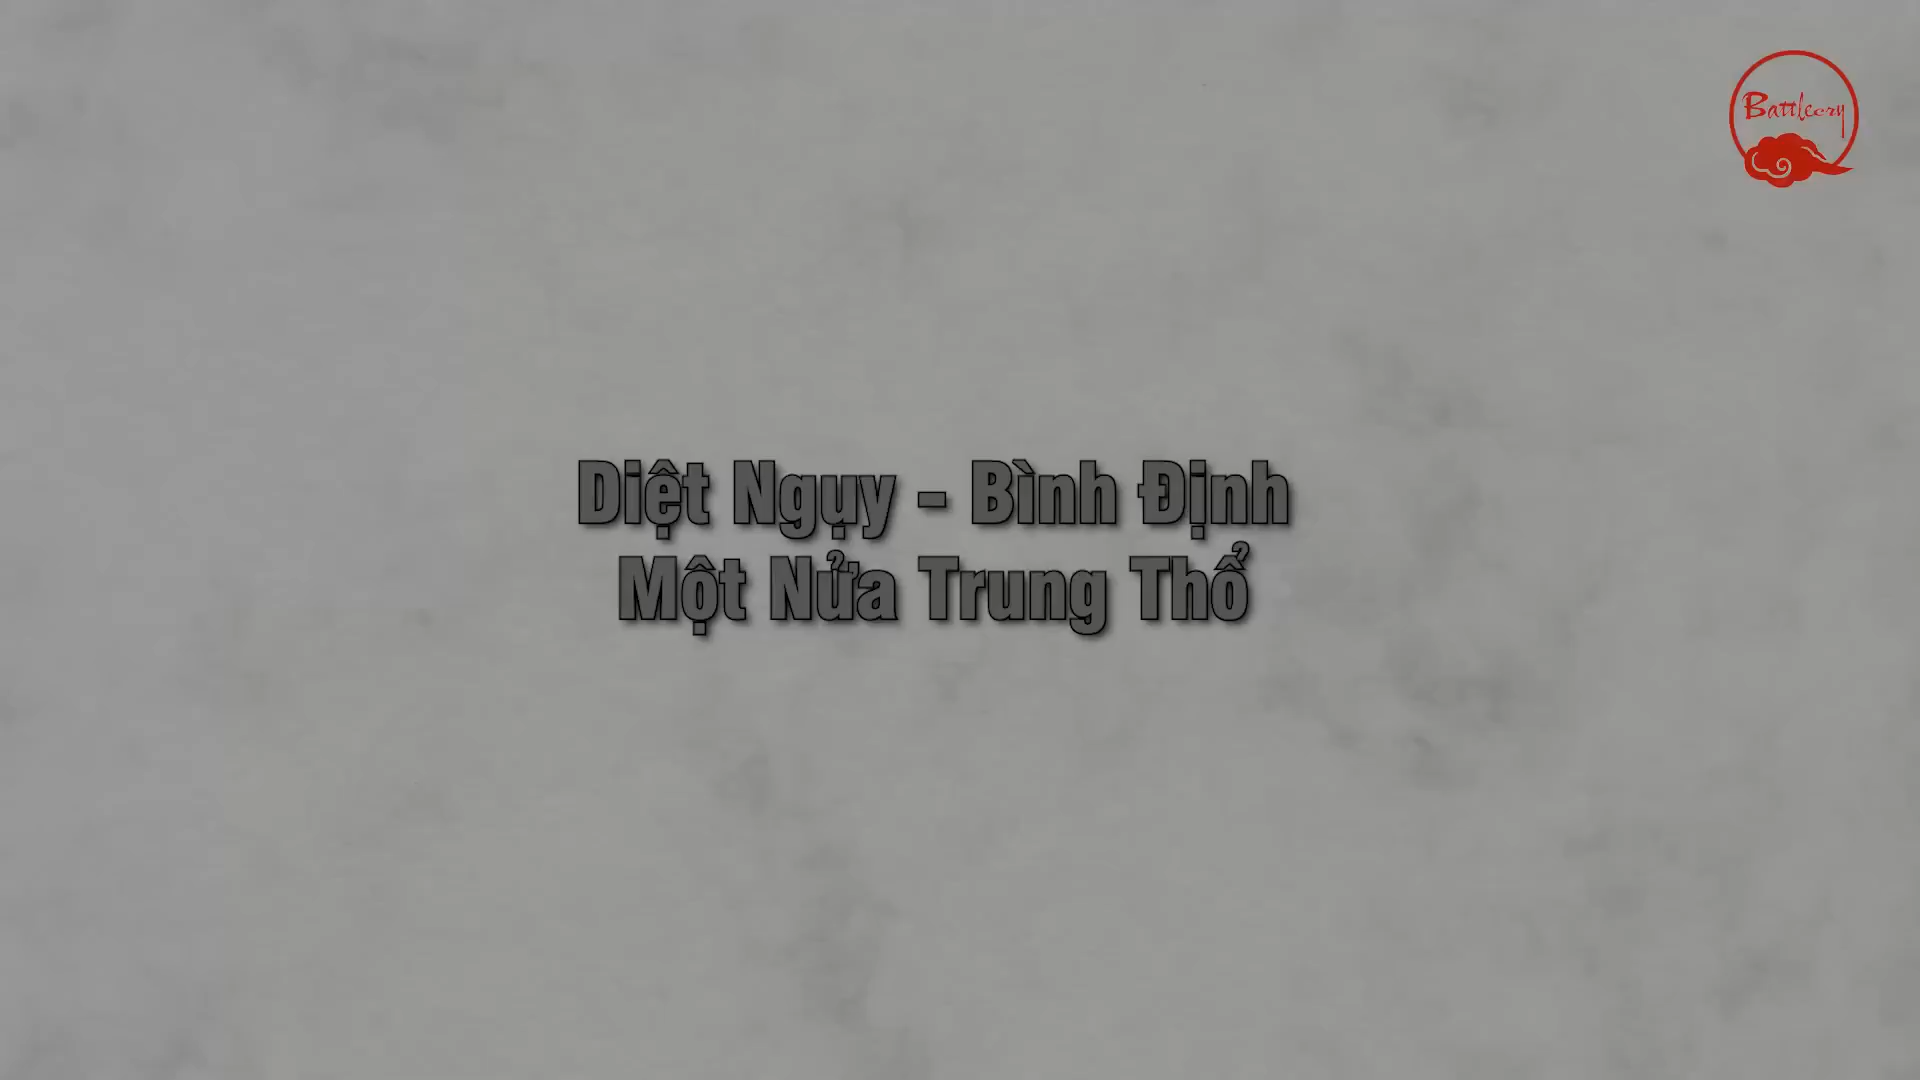 Battlecry
Diệt Ngụy - Bình Định
Một Nửa Trung Thổ